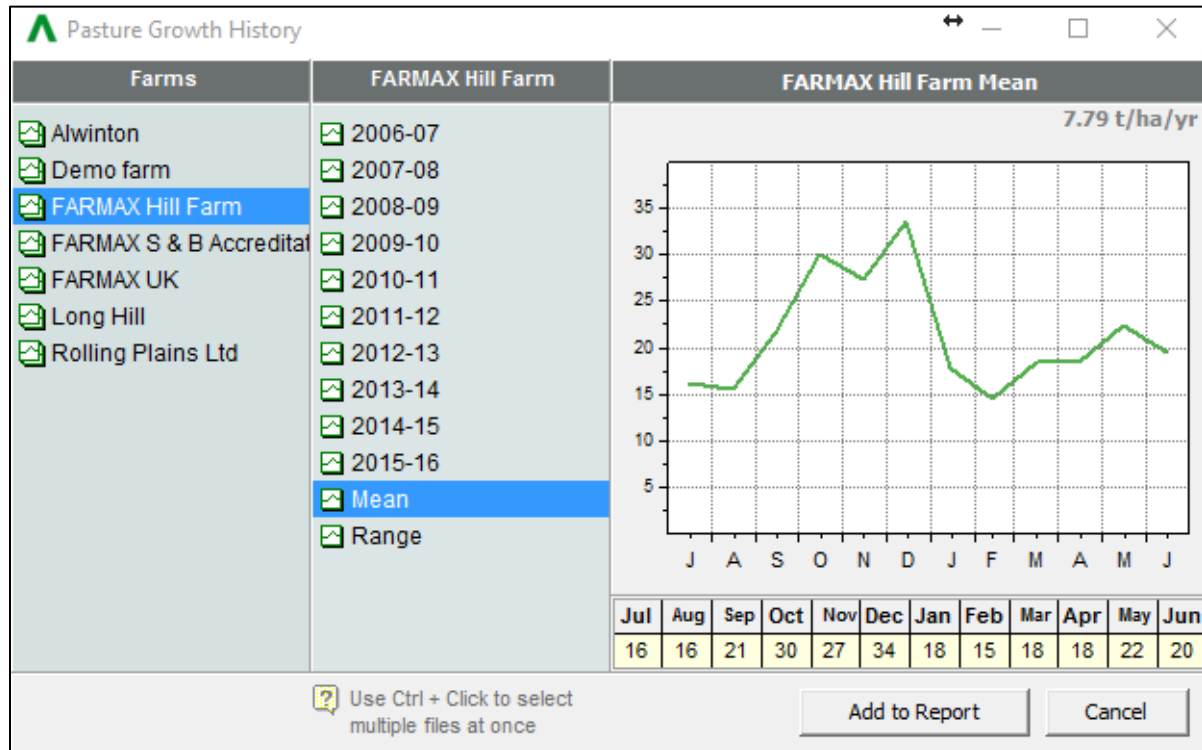 Pasture Growth History
Farms
Alwinton
Demo farm
FARMAX Hill Farm
FARMAX S & B Accreditat
FARMAX UK
Long Hill
Rolling Plains Ltd
FARMAX Hill Farm
2006-07
2007-08
2008-09
2009-10
2010-11
2011-12
2012-13
2013-14
2014-15
2015-16
Mean
Range
FARMAX Hill Farm Mean
7.79 t/ha/yr
35
30
25
20
15
10
5
J A S O N D J F M A M J
Jul Aug Sep Oct Nov Dec Jan Feb Mar Apr May Jun
16 16 21 30 27 34 18 15 18 18 22 20
Use Ctrl + Click to select
multiple files at once
Add to Report
Cancel